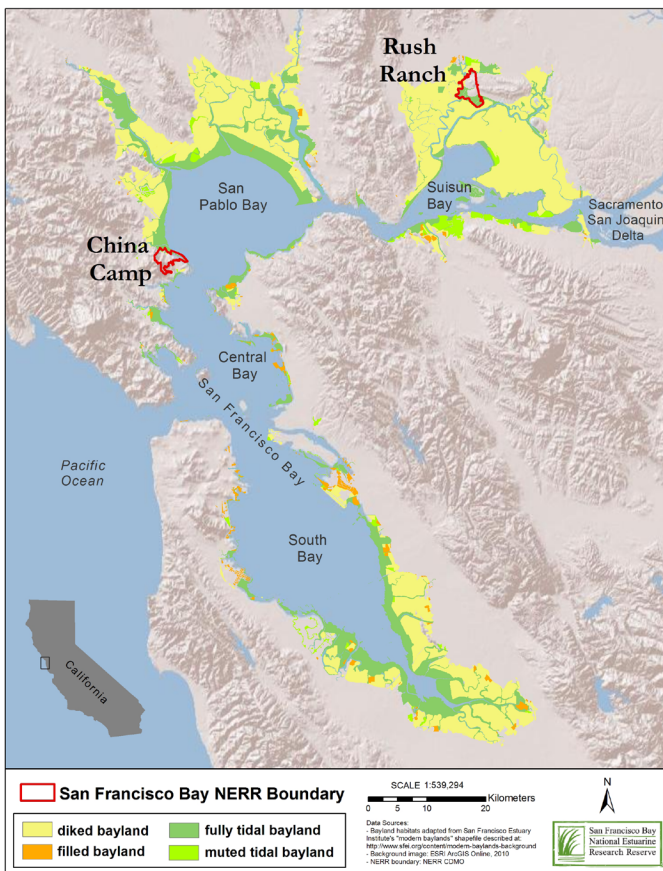 Rush
Ranch
San
Pablo Bay
Suisun
Bay
Sacramento
San Joaquin
Delta
China
Camp
Central
Bay
San Francisco Bay
Pacific
Ocean
South
Bay
California
San Francisco Bay NERR Boundary
diked bayland
fully tidal bayland
filled bayland
muted tidal bayland
SCALE 1:539,294
Kilometers
0 5 10 20
Data Sources:
- Bayland habitats adapted from San Francisco Estuary
Institute's "modern baylands" shapefile described at:
http://www.sfei.org/content/modern-baylands-background
- Background image: ESRI ArcGIS Online, 2010
- NERR boundary: NERR CDMO
N
San Francisco Bay
National Estuarine
Research Reserve